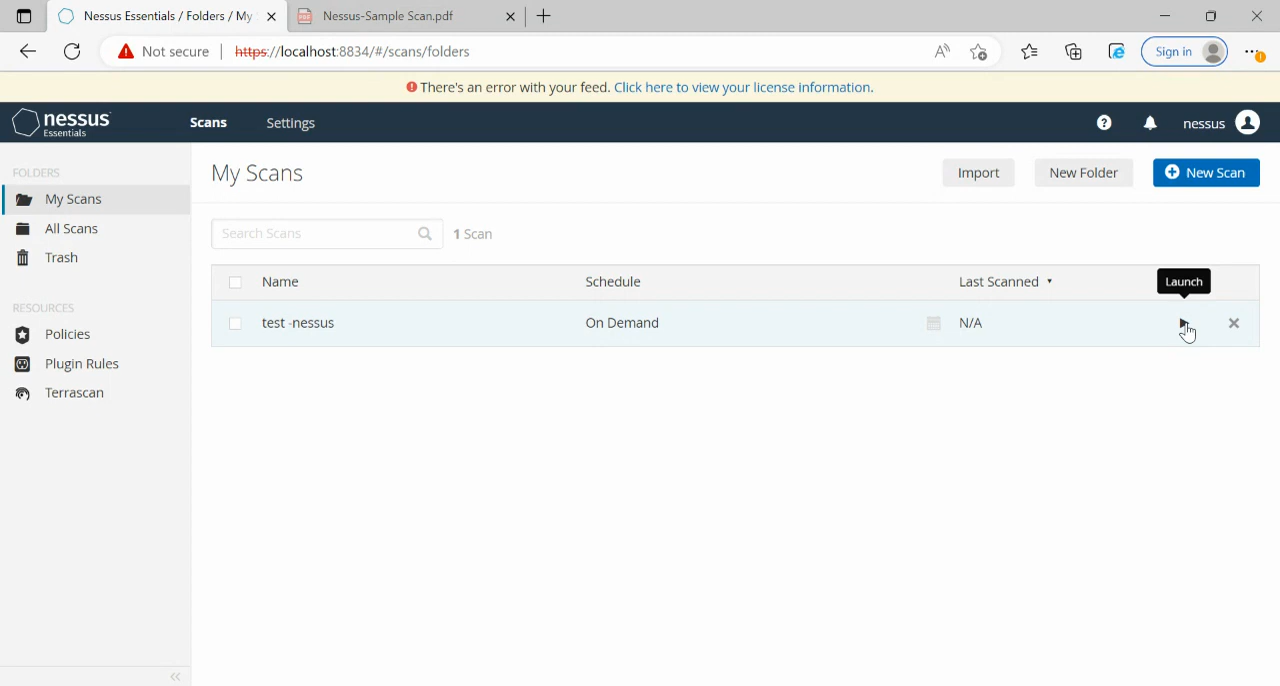 Nessus Essentials / Folders / My
Nessus-Sample Scan.pdf
Not secure
https://localhost:8834/#/scans/folders
Sign in
There's an error with your feed. Click here to view your license information.
nessus
Essentials
Scans
Settings
nessus
FOLDERS
My Scans
All Scans
Trash
RESOURCES
Policies
Plugin Rules
Terrascan
My Scans
Import
New Folder
New Scan
Search Scans
1 Scan
Name
Schedule
Last Scanned
Launch
test -nessus
On Demand
N/A